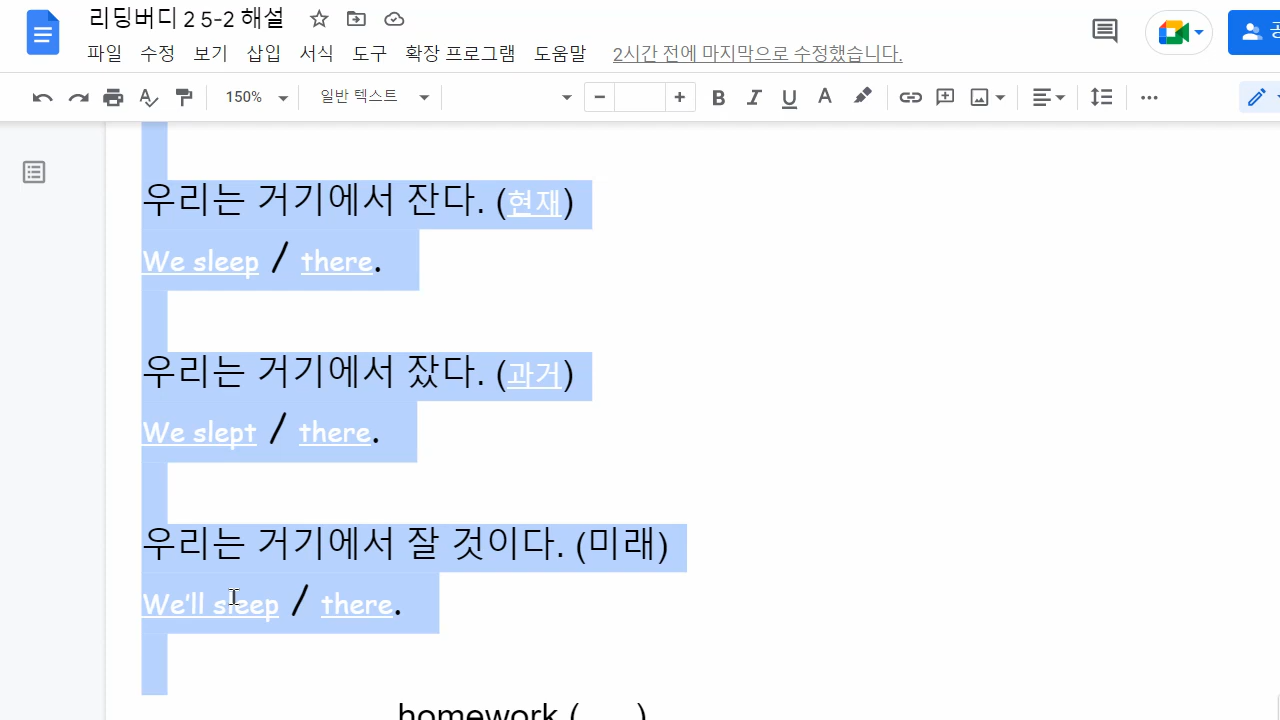 리딩버디 2 5-2 해설
파일 수정 보기 삽입 서식 도구 확장 프로그램 도움말 2시간 전에 마지막으로 수정했습니다.
150% 일반 텍스트 − + B I U A
우리는 거기에서 잔다. (현재)
We sleep / there.
우리는 거기에서 잤다. (과거)
We slept / there.
우리는 거기에서 잘 것이다. (미래)
We'll sleep / there.
homework ( )